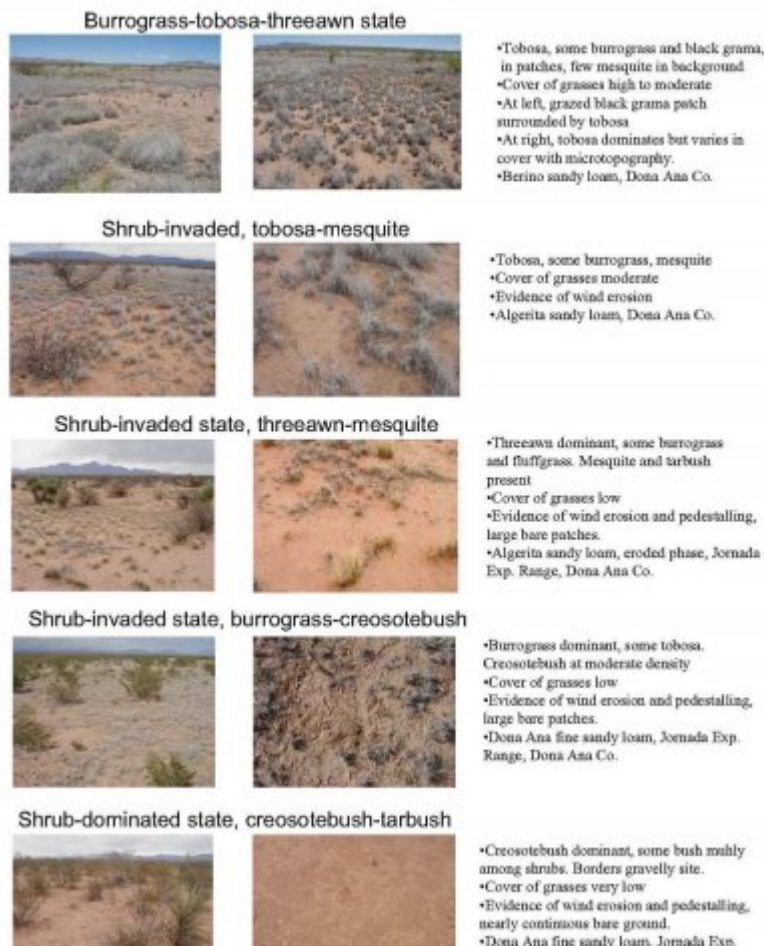 Burrograss-tobosa-threeawn state
•Tobosa, some burrograss and black grama,
in patches, few mesquite in background
•Cover of grasses high to moderate
•At left, grazed black grama patch
surrounded by tobosa
•At right, tobosa dominates but varies in
cover with microtopography.
•Berino sandy loam, Dona Ana Co.
Shrub-invaded, tobosa-mesquite
•Tobosa, some burrograss, mesquite
•Cover of grasses moderate
•Evidence of wind erosion
•Algerita sandy loam, Dona Ana Co.
Shrub-invaded state, threeawn-mesquite
•Threeawn dominant, some burrograss
and fluffgrass. Mesquite and tarbush
present
•Cover of grasses low
•Evidence of wind erosion and pedestalling,
large bare patches.
•Algerita sandy loam, eroded phase, Jornada
Exp. Range, Dona Ana Co.
Shrub-invaded state, burrograss-creosotebush
•Burrograss dominant, some tobosa.
Creosotebush at moderate density
•Cover of grasses low
•Evidence of wind erosion and pedestalling,
large bare patches.
•Dona Ana fine sandy loam, Jornada Exp.
Range, Dona Ana Co.
Shrub-dominated state, creosotebush-tarbush
•Creosotebush dominant, some bush muhly
among shrubs. Borders gravelly site.
•Cover of grasses very low
•Evidence of wind erosion and pedestalling,
nearly continuous bare ground.
•Dona Ana fine sandy loam, Jornada Exp.